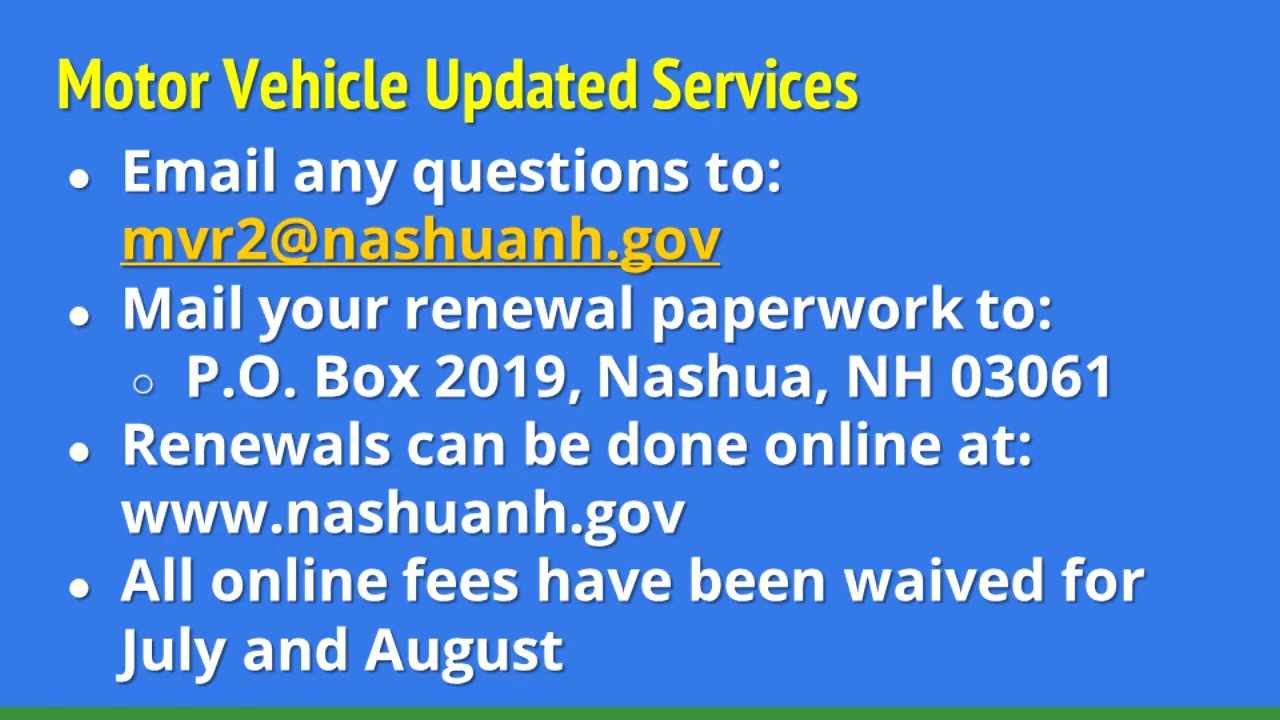 Motor Vehicle Updated Services
● Email any questions to:
mvr2@nashuanh.gov
● Mail your renewal paperwork to:
○ P.O. Box 2019, Nashua, NH 03061
● Renewals can be done online at:
www.nashuanh.gov
● All online fees have been waived for
July and August